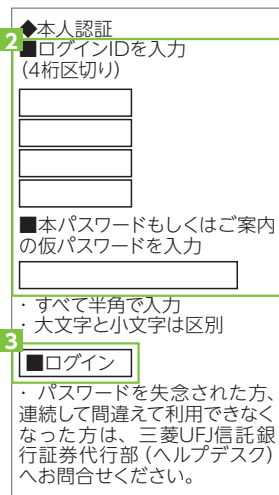 ◆本人認証
2
■ログインIDを入力
(4桁区切り)
■本パスワードもしくはご案内
の仮パスワードを入力
・すべて半角で入力
・大文字と小文字は区別
3
■ログイン
・パスワードを失念された方、
連続して間違えて利用できなく
なった方は、三菱UFJ信託銀
行証券代行部(ヘルプデスク)
へお問合せください。